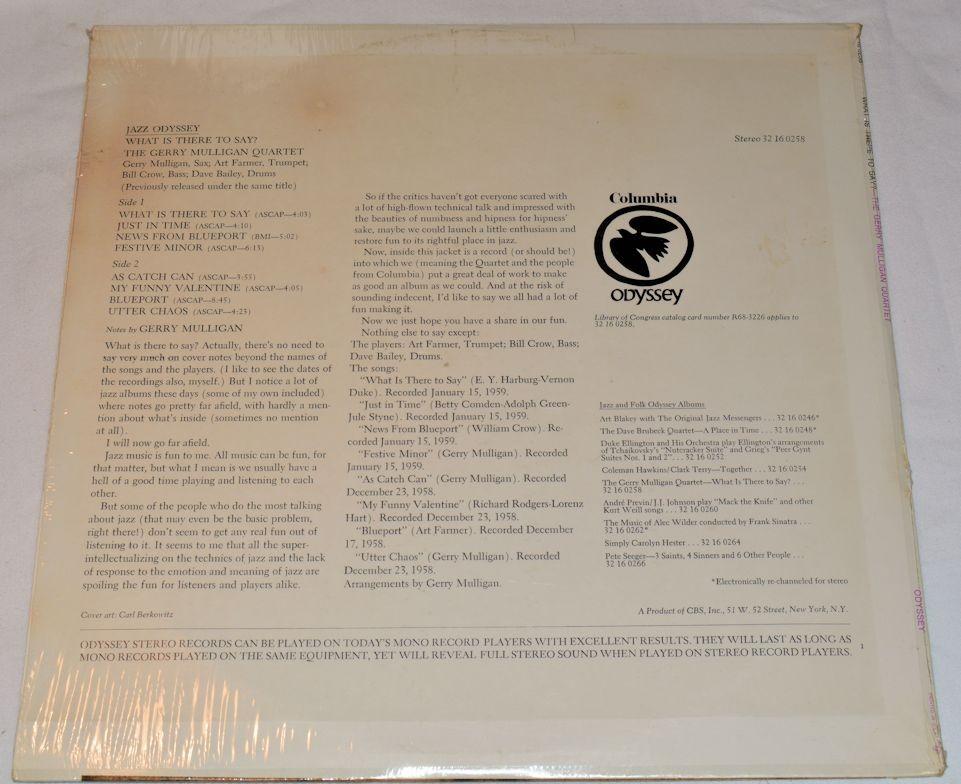 JAZZ ODYSSEY
WHAT IS THERE TO SAY?
THE GERRY MULLIGAN QUARTET
Gerry Mulligan, Sax; Art Farmer, Trumpet;
Bill Crow, Bass; Dave Bailey, Drums
(Previously released under the same title)
Side 1
WHAT IS THERE TO SAY (ASCAP—4:03)
JUST IN TIME (ASCAP—4:10)
NEWS FROM BLUEPORT (BMI—5:02)
FESTIVE MINOR (ASCAP—6:13)
Side 2
AS CATCH CAN (ASCAP—3:55)
MY FUNNY VALENTINE (ASCAP—4:05)
BLUEPORT (ASCAP—8:45)
UTTER CHAOS (ASCAP—4:23)
Notes by GERRY MULLIGAN
What is there to say? Actually, there's no need to
say very much on cover notes beyond the names of
the songs and the players. (I like to see the dates of
the recordings also, myself.) But I notice a lot of
jazz albums these days (some of my own included)
where notes go pretty far afield, with hardly a men-
tion about what's inside (sometimes no mention
at all).
I will now go far afield.
Jazz music is fun to me. All music can be fun, for
that matter, but what I mean is we usually have a
hell of a good time playing and listening to each
other.
But some of the people who do the most talking
about jazz (that may even be the basic problem,
right there!) don't seem to get any real fun out of
listening to it. It seems to me that all the super-
intellectualizing on the technics of jazz and the lack
of response to the emotion and meaning of jazz are
spoiling the fun for listeners and players alike.
So if the critics haven't got everyone scared with
a lot of high-flown technical talk and impressed with
the beauties of numbness and hipness for hipness'
sake, maybe we could launch a little enthusiasm and
restore fun to its rightful place in jazz.
Now, inside this jacket is a record (or should be!)
into which we (meaning the Quartet and the people
from Columbia) put a great deal of work to make
as good an album as we could. And at the risk of
sounding indecent, I'd like to say we all had a lot of
fun making it.
Now we just hope you have a share in our fun.
Nothing else to say except:
The players: Art Farmer, Trumpet; Bill Crow, Bass;
Dave Bailey, Drums.
The songs:
"What Is There to Say" (E. Y. Harburg-Vernon
Duke). Recorded January 15, 1959.
"Just in Time" (Betty Comden-Adolph Green-
Jule Styne). Recorded January 15, 1959.
"News From Blueport" (William Crow). Re-
corded January 15, 1959.
"Festive Minor" (Gerry Mulligan). Recorded
January 15, 1959.
"As Catch Can" (Gerry Mulligan). Recorded
December 23, 1958.
"My Funny Valentine" (Richard Rodgers-Lorenz
Hart). Recorded December 23, 1958.
"Blueport" (Art Farmer). Recorded December
17, 1958.
"Utter Chaos" (Gerry Mulligan). Recorded
December 23, 1958.
Arrangements by Gerry Mulligan.
Stereo 32 16 0258
Columbia
ODYSSEY
Library of Congress catalog card number R68-3226 applies to
32 16 0258.
Jazz and Folk Odyssey Albums
Art Blakey with The Original Jazz Messengers . . . 32 16 0246*
The Dave Brubeck Quartet—A Place in Time . . . 32 16 0248*
Duke Ellington and His Orchestra play Ellington's arrangements
of Tchaikovsky's "Nutcracker Suite" and Grieg's "Peer Gynt
Suites Nos. 1 and 2" . . . 32 16 0252
Coleman Hawkins/Clark Terry—Together . . . 32 16 0254
The Gerry Mulligan Quartet—What Is There to Say? . . .
32 16 0258
André Previn/J.J. Johnson play "Mack the Knife" and other
Kurt Weill songs . . . 32 16 0260
The Music of Alec Wilder conducted by Frank Sinatra . . .
32 16 0262*
Simply Carolyn Hester . . . 32 16 0264
Pete Seeger—3 Saints, 4 Sinners and 6 Other People . . .
32 16 0266
*Electronically re-channeled for stereo
Cover art: Carl Berkowitz
A Product of CBS, Inc., 51 W. 52 Street, New York, N.Y.
ODYSSEY STEREO RECORDS CAN BE PLAYED ON TODAY'S MONO RECORD PLAYERS WITH EXCELLENT RESULTS. THEY WILL LAST AS LONG AS
MONO RECORDS PLAYED ON THE SAME EQUIPMENT, YET WILL REVEAL FULL STEREO SOUND WHEN PLAYED ON STEREO RECORD PLAYERS.
1
WHAT IS THERE TO SAY? — THE GERRY MULLIGAN QUARTET
ODYSSEY